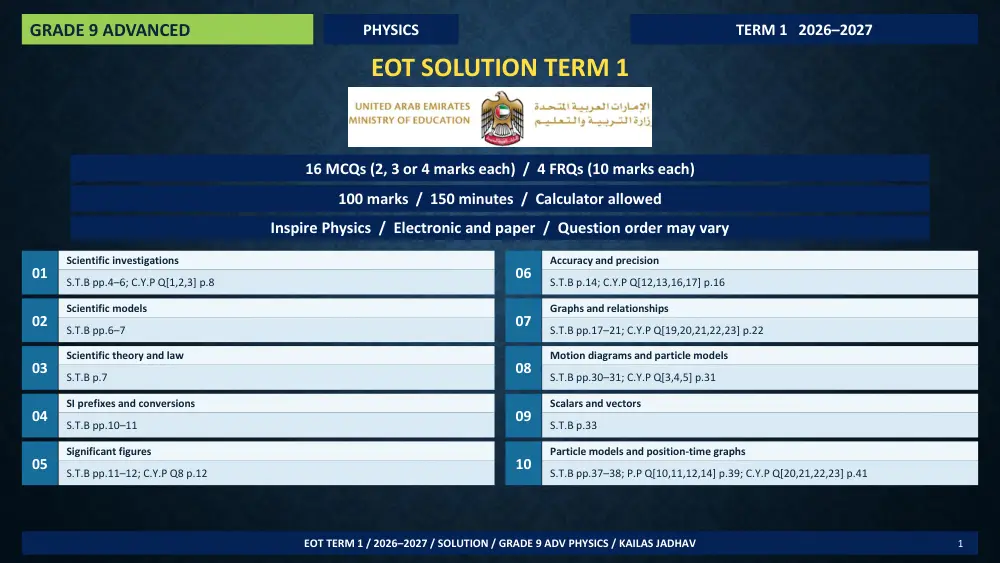 GRADE 9 ADVANCED
PHYSICS
TERM 1 2026–2027
EOT SOLUTION TERM 1
UNITED ARAB EMIRATES
MINISTRY OF EDUCATION
الإمارات العربية المتحدة
وزارة التربية والتعليم
16 MCQs (2, 3 or 4 marks each) / 4 FRQs (10 marks each)
100 marks / 150 minutes / Calculator allowed
Inspire Physics / Electronic and paper / Question order may vary
01
Scientific investigations
S.T.B pp.4–6; C.Y.P Q[1,2,3] p.8
02
Scientific models
S.T.B pp.6–7
03
Scientific theory and law
S.T.B p.7
04
SI prefixes and conversions
S.T.B pp.10–11
05
Significant figures
S.T.B pp.11–12; C.Y.P Q8 p.12
06
Accuracy and precision
S.T.B p.14; C.Y.P Q[12,13,16,17] p.16
07
Graphs and relationships
S.T.B pp.17–21; C.Y.P Q[19,20,21,22,23] p.22
08
Motion diagrams and particle models
S.T.B pp.30–31; C.Y.P Q[3,4,5] p.31
09
Scalars and vectors
S.T.B p.33
10
Particle models and position-time graphs
S.T.B pp.37–38; P.P Q[10,11,12,14] p.39; C.Y.P Q[20,21,22,23] p.41
EOT TERM 1 / 2026–2027 / SOLUTION / GRADE 9 ADV PHYSICS / KAILAS JADHAV
1